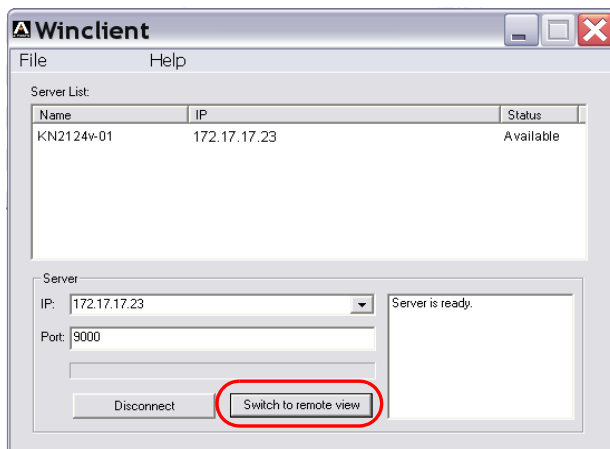 Winclient
File Help
Server List:
Name IP Status
KN2124v-01 172.17.17.23 Available
Server
IP: 172.17.17.23 Server is ready.
Port: 9000
Disconnect Switch to remote view